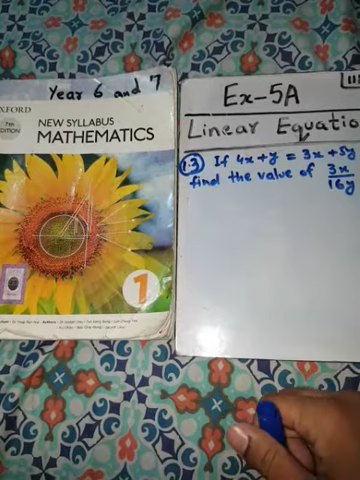 Year 6 and 7
OXFORD
7th EDITION
NEW SYLLABUS
MATHEMATICS
1
Ex-5A
Linear Equatio
13 If 4x + y = 3x + 5y
find the value of 3x/16y